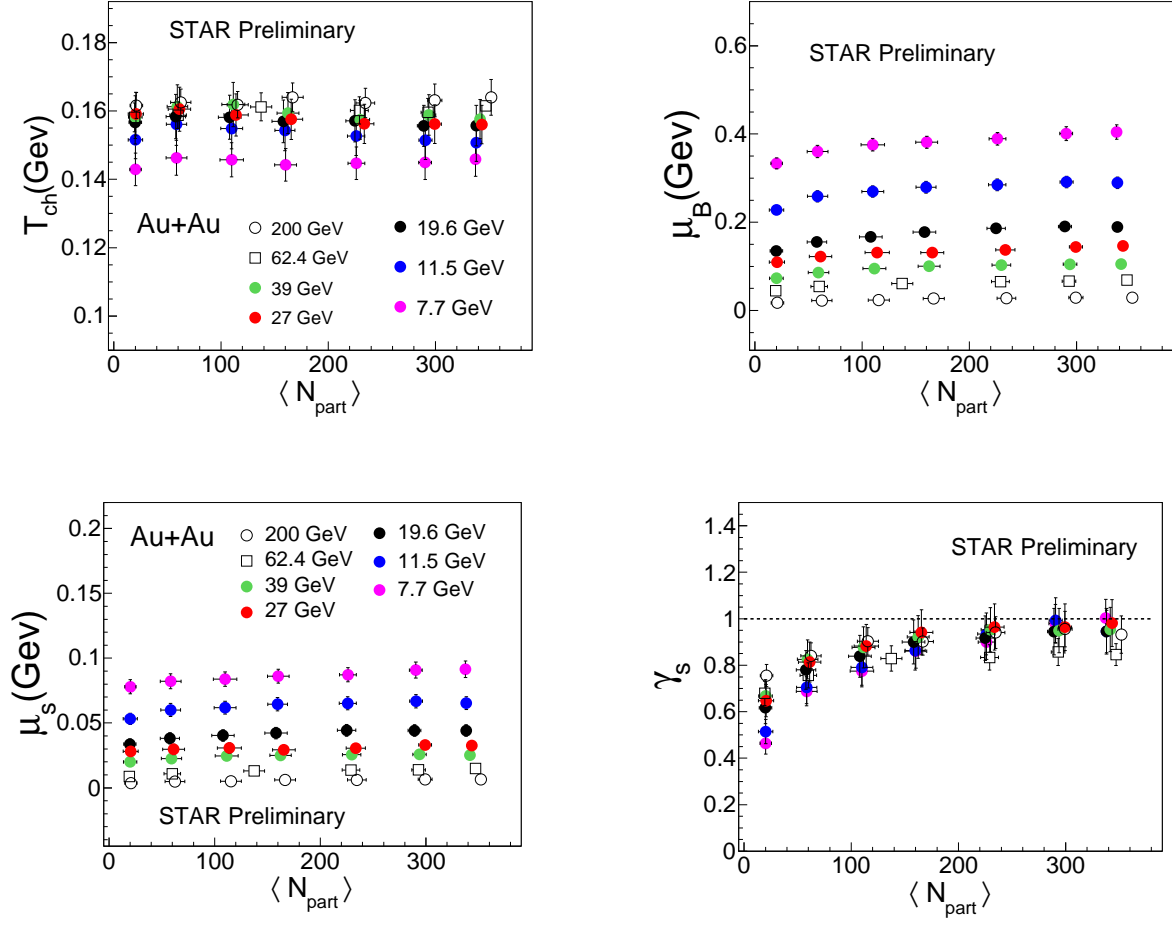 STAR Preliminary
T_ch(Gev)
0.18
0.16
0.14
0.12
0.1
Au+Au
200 GeV
62.4 GeV
39 GeV
27 GeV
19.6 GeV
11.5 GeV
7.7 GeV
0 100 200 300
⟨ N_part ⟩
STAR Preliminary
μ_B(Gev)
0.6
0.4
0.2
0
0 100 200 300
⟨ N_part ⟩
μ_s(Gev)
0.2
0.15
0.1
0.05
0
Au+Au
200 GeV
62.4 GeV
39 GeV
27 GeV
19.6 GeV
11.5 GeV
7.7 GeV
STAR Preliminary
0 100 200 300
⟨ N_part ⟩
STAR Preliminary
γ_s
1.4
1.2
1
0.8
0.6
0.4
0.2
0
0 100 200 300
⟨ N_part ⟩